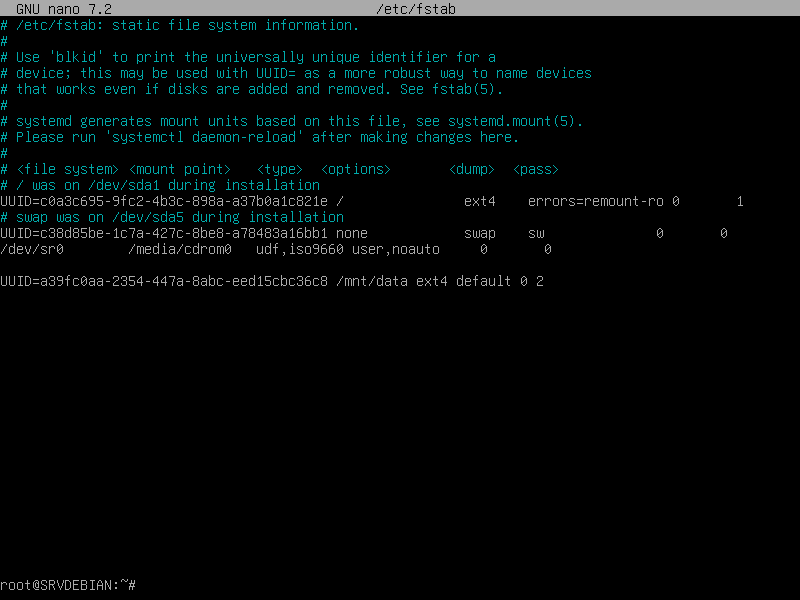 GNU nano 7.2 /etc/fstab
# /etc/fstab: static file system information.
#
# Use 'blkid' to print the universally unique identifier for a
# device; this may be used with UUID= as a more robust way to name devices
# that works even if disks are added and removed. See fstab(5).
#
# systemd generates mount units based on this file, see systemd.mount(5).
# Please run 'systemctl daemon-reload' after making changes here.
#
# <file system> <mount point>   <type>  <options>       <dump>  <pass>
# / was on /dev/sda1 during installation
UUID=c0a3c695-9fc2-4b3c-898a-a37b0a1c821e /               ext4    errors=remount-ro 0       1
# swap was on /dev/sda5 during installation
UUID=c38d85be-1c7a-427c-8be8-a78483a16bb1 none            swap    sw              0       0
/dev/sr0        /media/cdrom0   udf,iso9660 user,noauto     0       0
UUID=a39fc0aa-2354-447a-8abc-eed15cbc36c8 /mnt/data ext4 default 0 2
root@SRVDEBIAN:~#